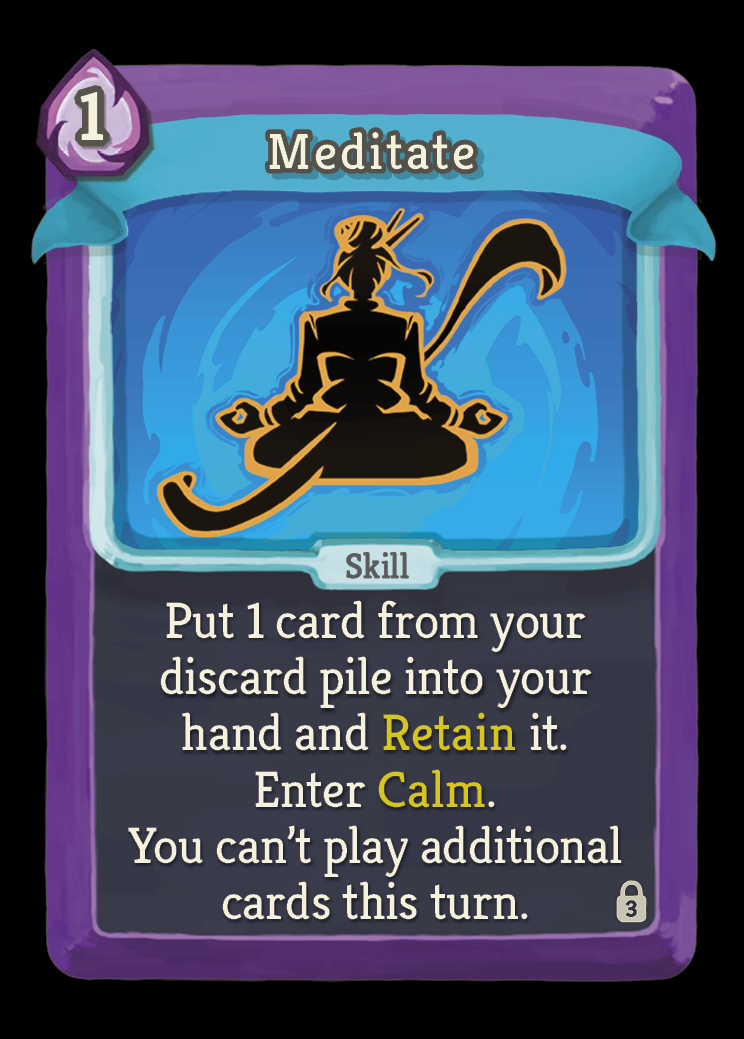 1
Meditate
Skill
Put 1 card from your
discard pile into your
hand and Retain it.
Enter Calm.
You can't play additional
cards this turn.
3